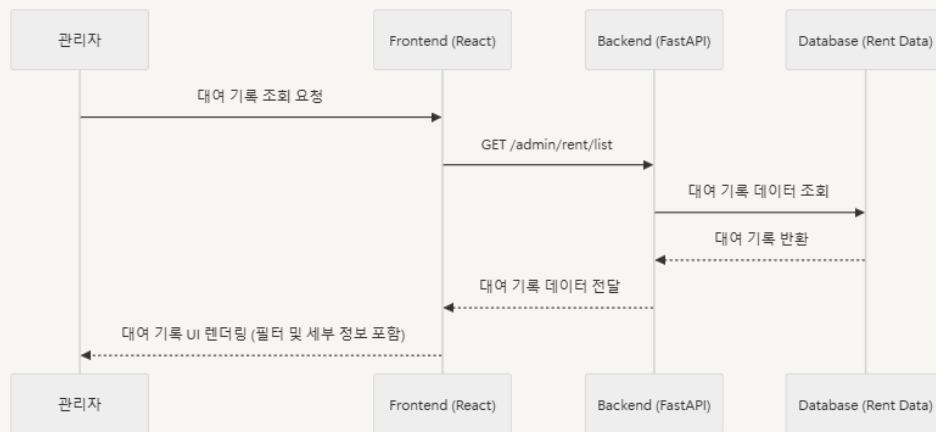 관리자
Frontend (React)
Backend (FastAPI)
Database (Rent Data)
대여 기록 조회 요청
GET /admin/rent/list
대여 기록 데이터 조회
대여 기록 반환
대여 기록 데이터 전달
대여 기록 UI 렌더링 (필터 및 세부 정보 포함)
관리자
Frontend (React)
Backend (FastAPI)
Database (Rent Data)